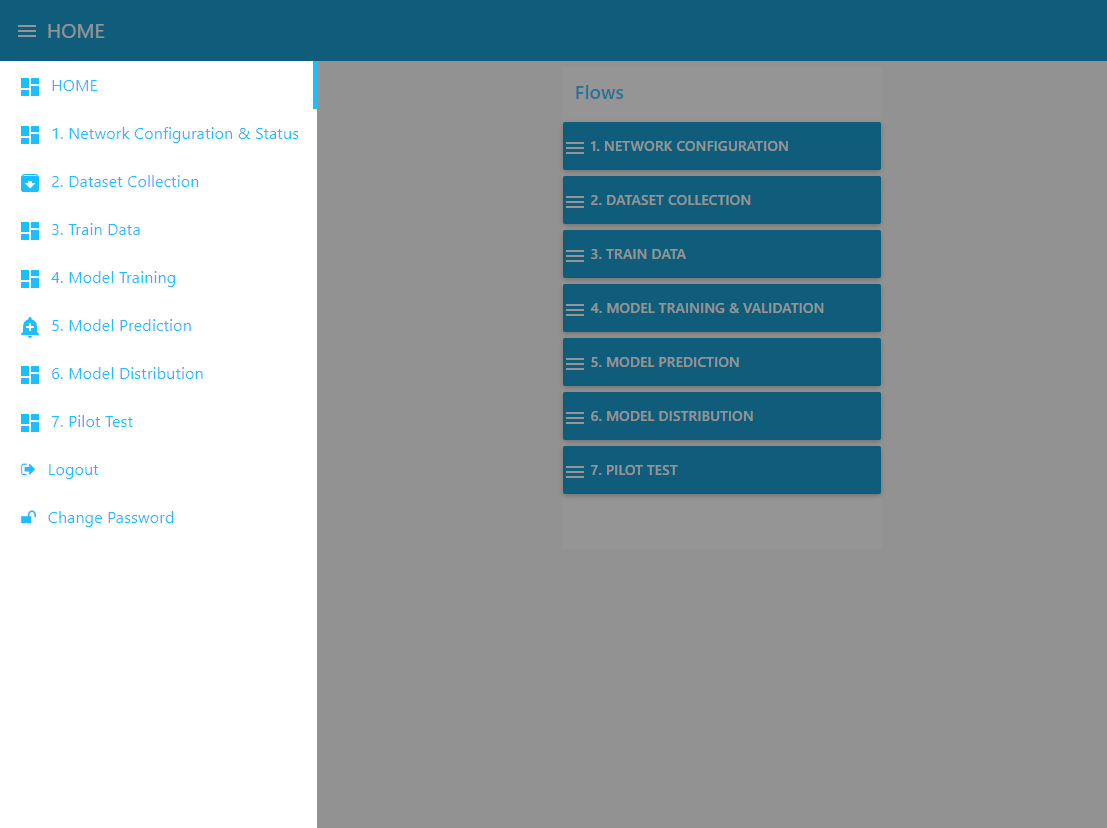 HOME
HOME
1. Network Configuration & Status
2. Dataset Collection
3. Train Data
4. Model Training
5. Model Prediction
6. Model Distribution
7. Pilot Test
Logout
Change Password
Flows
1. NETWORK CONFIGURATION
2. DATASET COLLECTION
3. TRAIN DATA
4. MODEL TRAINING & VALIDATION
5. MODEL PREDICTION
6. MODEL DISTRIBUTION
7. PILOT TEST